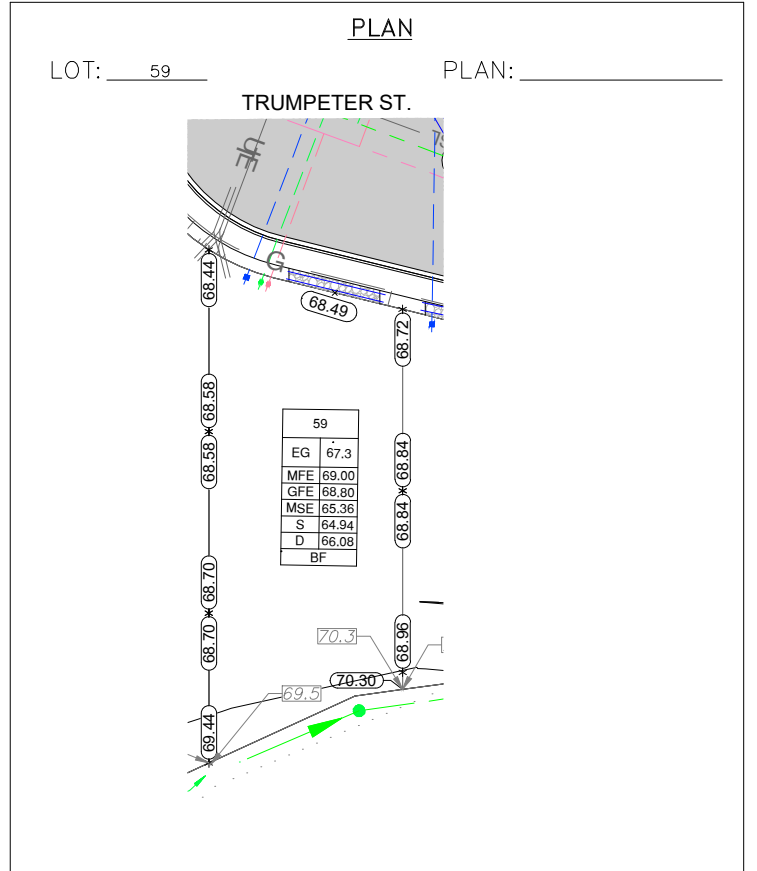 PLAN
LOT: 59
PLAN:
TRUMPETER ST.
UFE
G
68.44
68.49
68.72
68.58
68.58
68.84
68.84
59
EG 67.3
MFE 69.00
GFE 68.80
MSE 65.36
S 64.94
D 66.08
BF
68.70
68.70
68.96
70.3
70.30
69.5
69.44